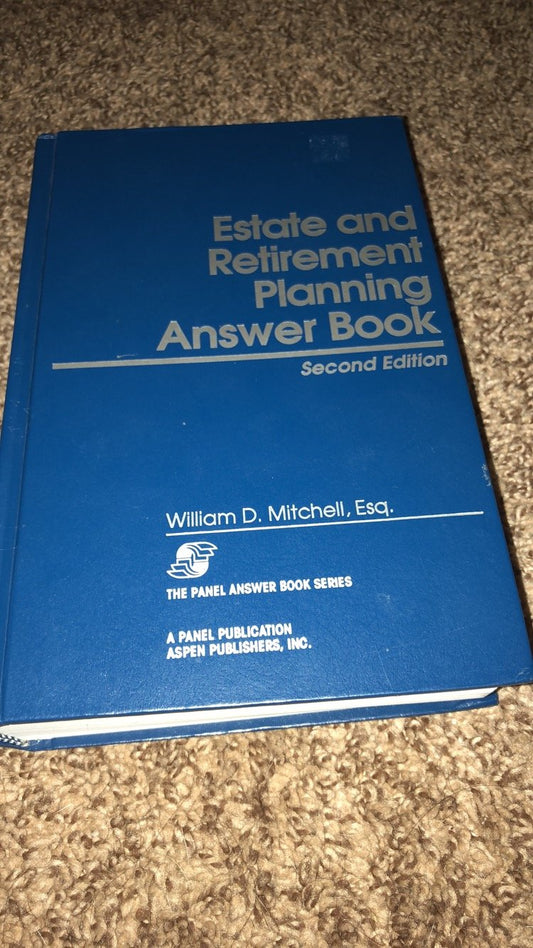 Estate and
Retirement
Planning
Answer Book
Second Edition
William D. Mitchell, Esq.
THE PANEL ANSWER BOOK SERIES
A PANEL PUBLICATION
ASPEN PUBLISHERS, INC.